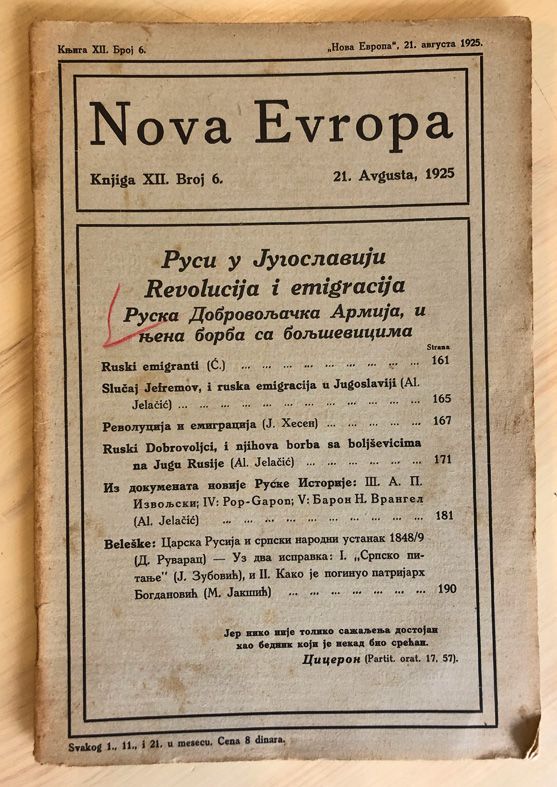 Књига XII. Број 6.
„Нова Европа“, 21. августа 1925.
Nova Evropa
Knjiga XII. Broj 6.
21. Avgusta, 1925
Руси у Југославији
Revolucija i emigracija
Руска Добровољачка Армија, и
њена борба са бољшевицима
Strana
Ruski emigranti (Ć.) ... ... ... ... ... ... ... ... ... 161
Slučaj Jefremov, i ruska emigracija u Jugoslaviji (Al.
Jelačić) ... ... ... ... ... ... ... ... ... ... ... 165
Револуција и емиграција (Ј. Хесен) ... ... ... ... ... 167
Ruski Dobrovoljci, i njihova borba sa boljševicima
na Jugu Rusije (Al. Jelačić) ... ... ... ... ... ... 171
Из докумената новије Руске Историје: III. А. П.
Извољски; IV: Pop-Gapon; V: Барон Н. Врангел
(Al. Jelačić) ... ... ... ... ... ... ... ... ... 181
Beleške: Царска Русија и српски народни устанак 1848/9
(Д. Руварац) — Уз два исправка: I. „Српско пи-
тање“ (Ј. Зубовић), и II. Како је погинуо патријарх
Богдановић (М. Јакшић) ... ... ... ... ... ... ... 190
Јер нико није толико сажаљења достојан
као бедник који је некад био срећан.
Цицерон (Partit. orat. 17, 57).
Svakog 1., 11., i 21. u mesecu. Cena 8 dinara.